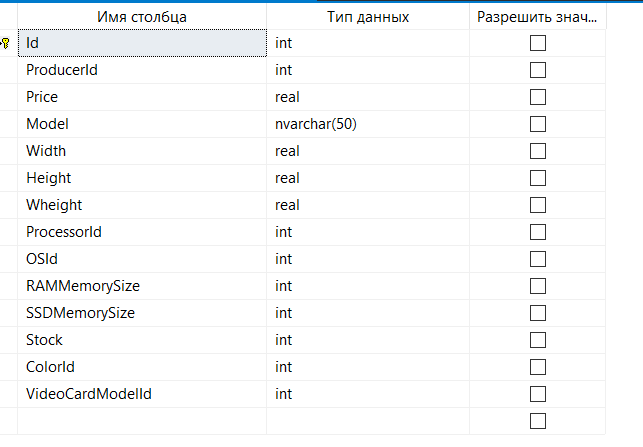 Имя столбца Тип данных Разрешить знач...
Id int
ProducerId int
Price real
Model nvarchar(50)
Width real
Height real
Wheight real
ProcessorId int
OSId int
RAMMemorySize int
SSDMemorySize int
Stock int
ColorId int
VideoCardModelId int